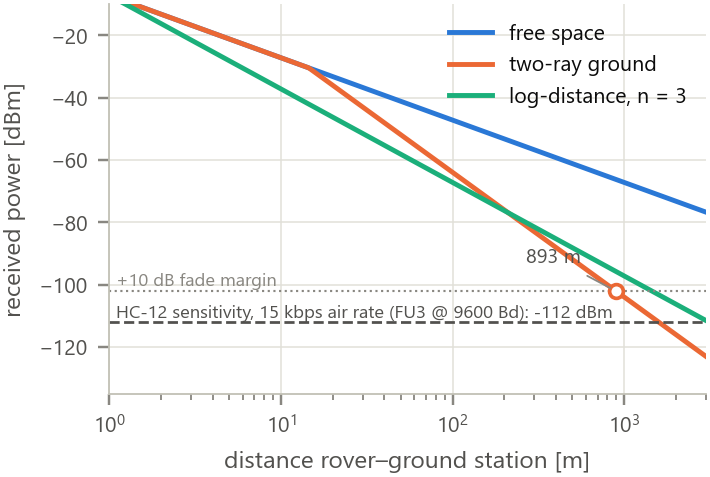 free space
two-ray ground
log-distance, n = 3
received power [dBm]
−20
−40
−60
−80
−100
−120
893 m
+10 dB fade margin
HC-12 sensitivity, 15 kbps air rate (FU3 @ 9600 Bd): -112 dBm
10⁰ 10¹ 10² 10³
distance rover–ground station [m]